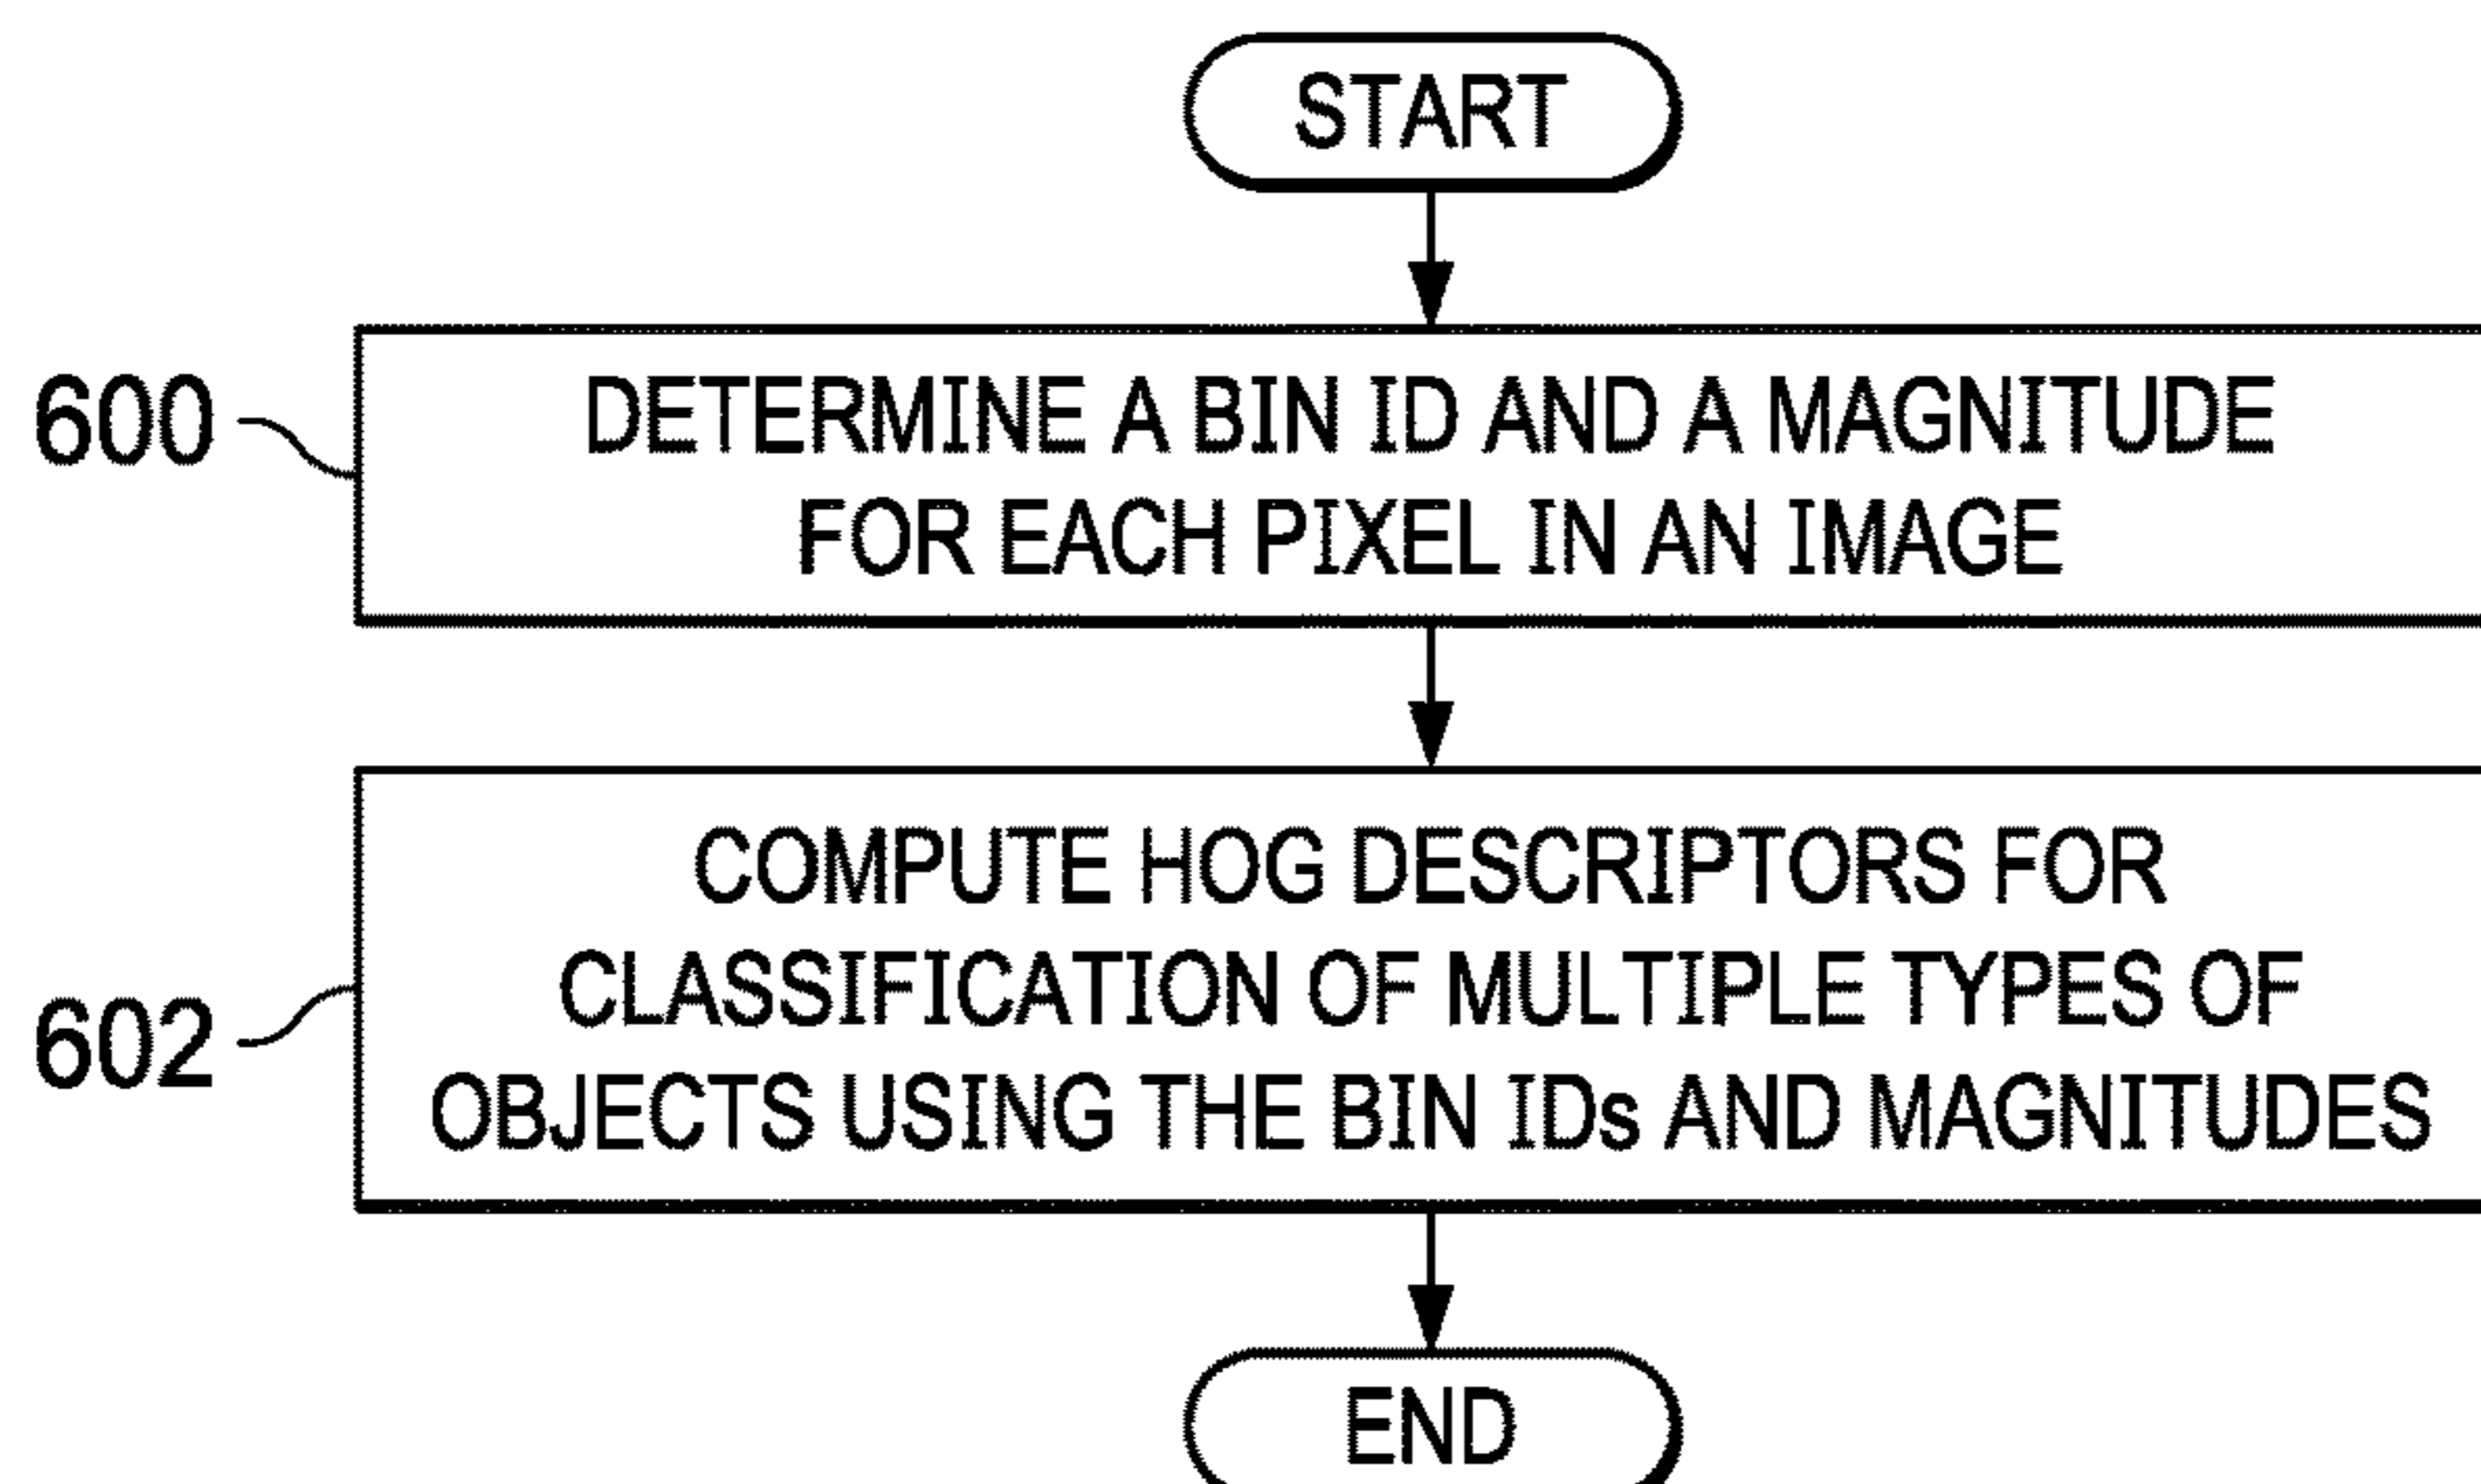 START
600
DETERMINE A BIN ID AND A MAGNITUDE
FOR EACH PIXEL IN AN IMAGE
COMPUTE HOG DESCRIPTORS FOR
602
CLASSIFICATION OF MULTIPLE TYPES OF
OBJECTS USING THE BIN IDs AND MAGNITUDES
END